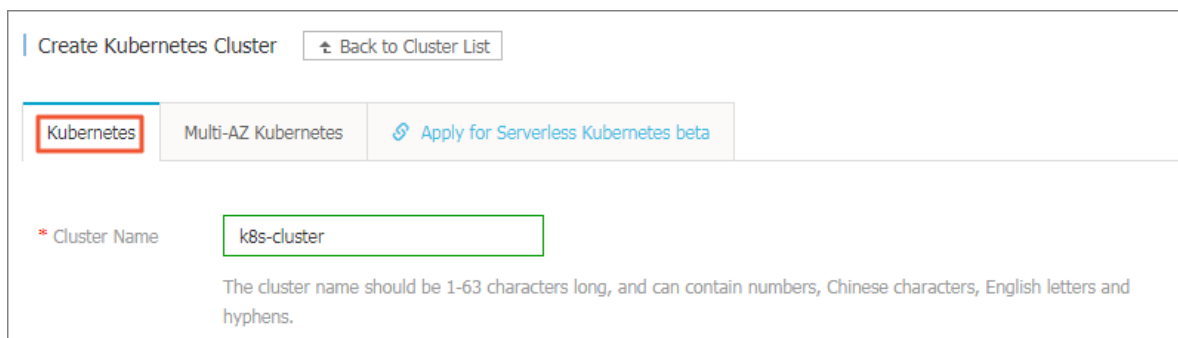 Create Kubernetes Cluster Back to Cluster List
Kubernetes Multi-AZ Kubernetes Apply for Serverless Kubernetes beta
* Cluster Name k8s-cluster
The cluster name should be 1-63 characters long, and can contain numbers, Chinese characters, English letters and
hyphens.